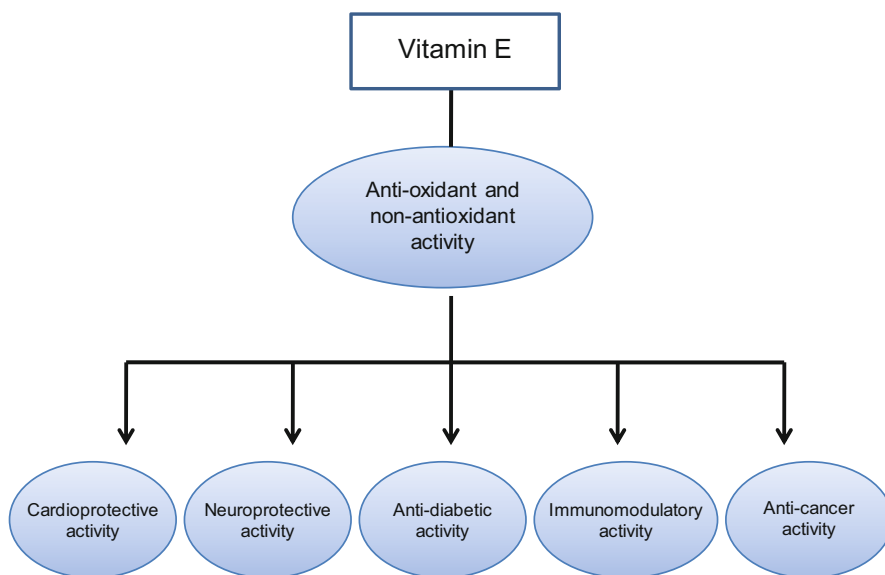 Vitamin E
Anti-oxidant and
non-antioxidant
activity
Cardioprotective
activity
Neuroprotective
activity
Anti-diabetic
activity
Immunomodulatory
activity
Anti-cancer
activity